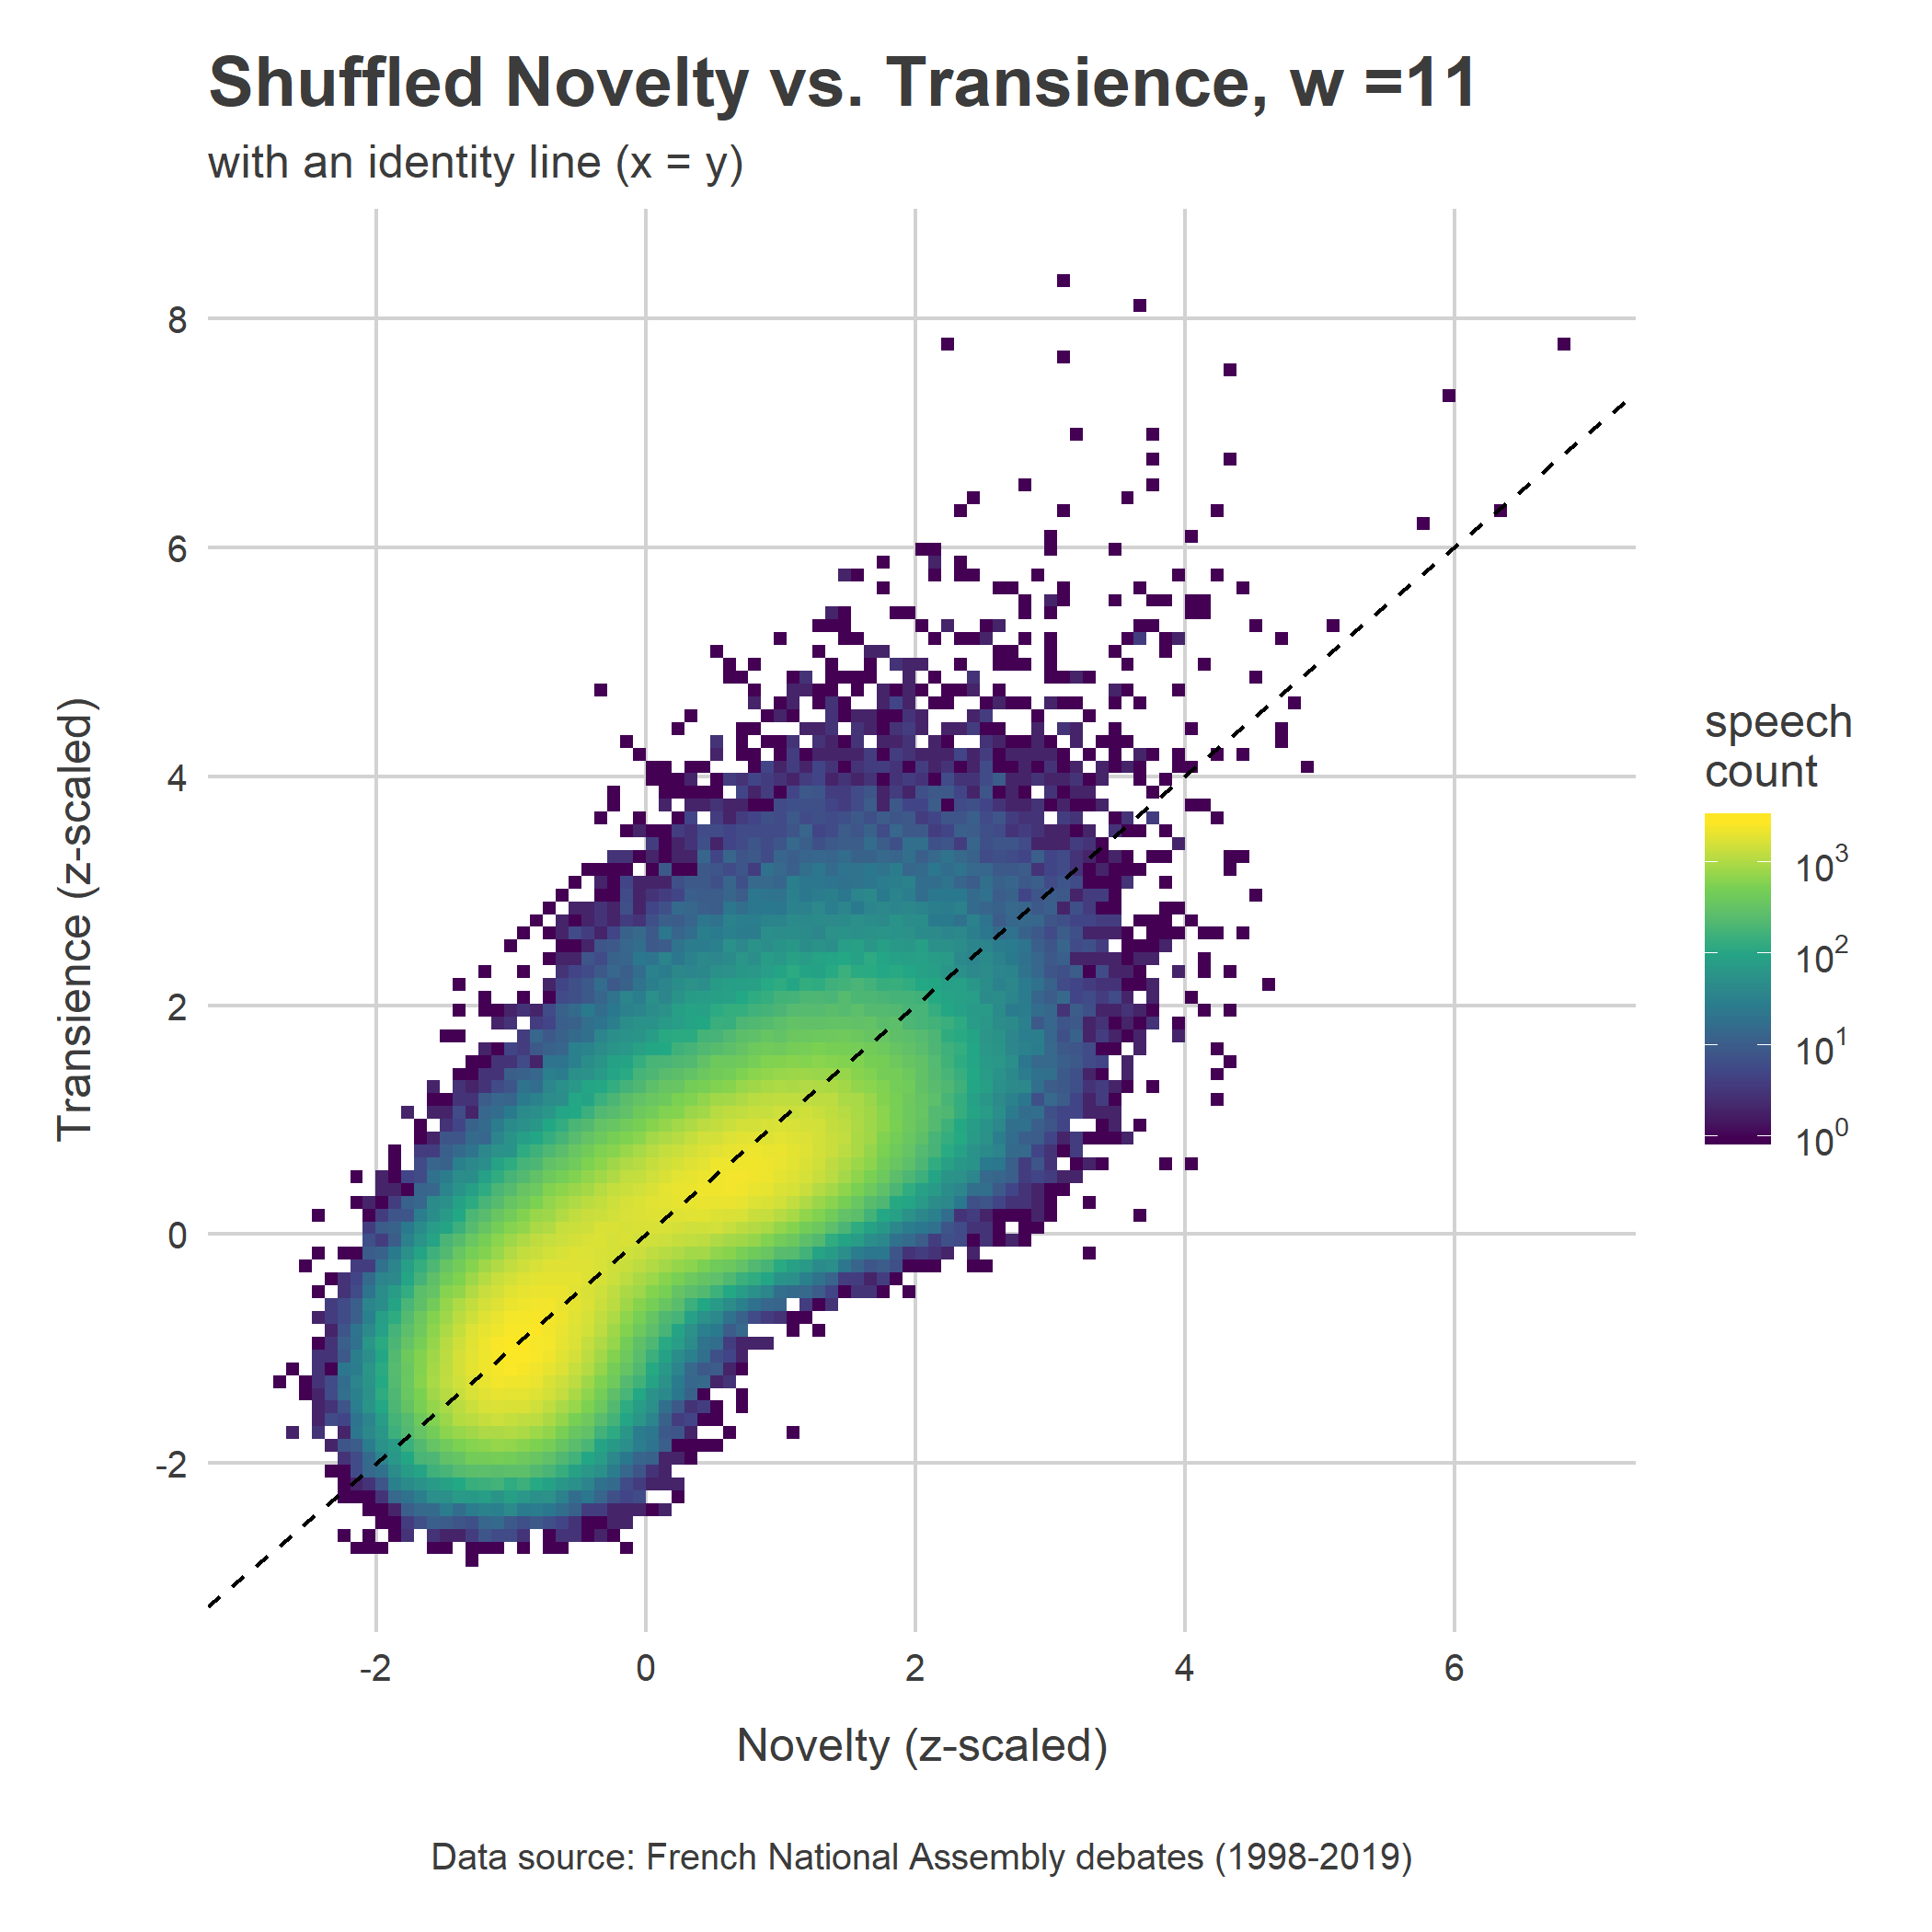 Shuffled Novelty vs. Transience, w =11
with an identity line (x = y)
8
6
4
2
0
-2
Transience (z-scaled)
-2 0 2 4 6
Novelty (z-scaled)
speech
count
10³
10²
10¹
10⁰
Data source: French National Assembly debates (1998-2019)